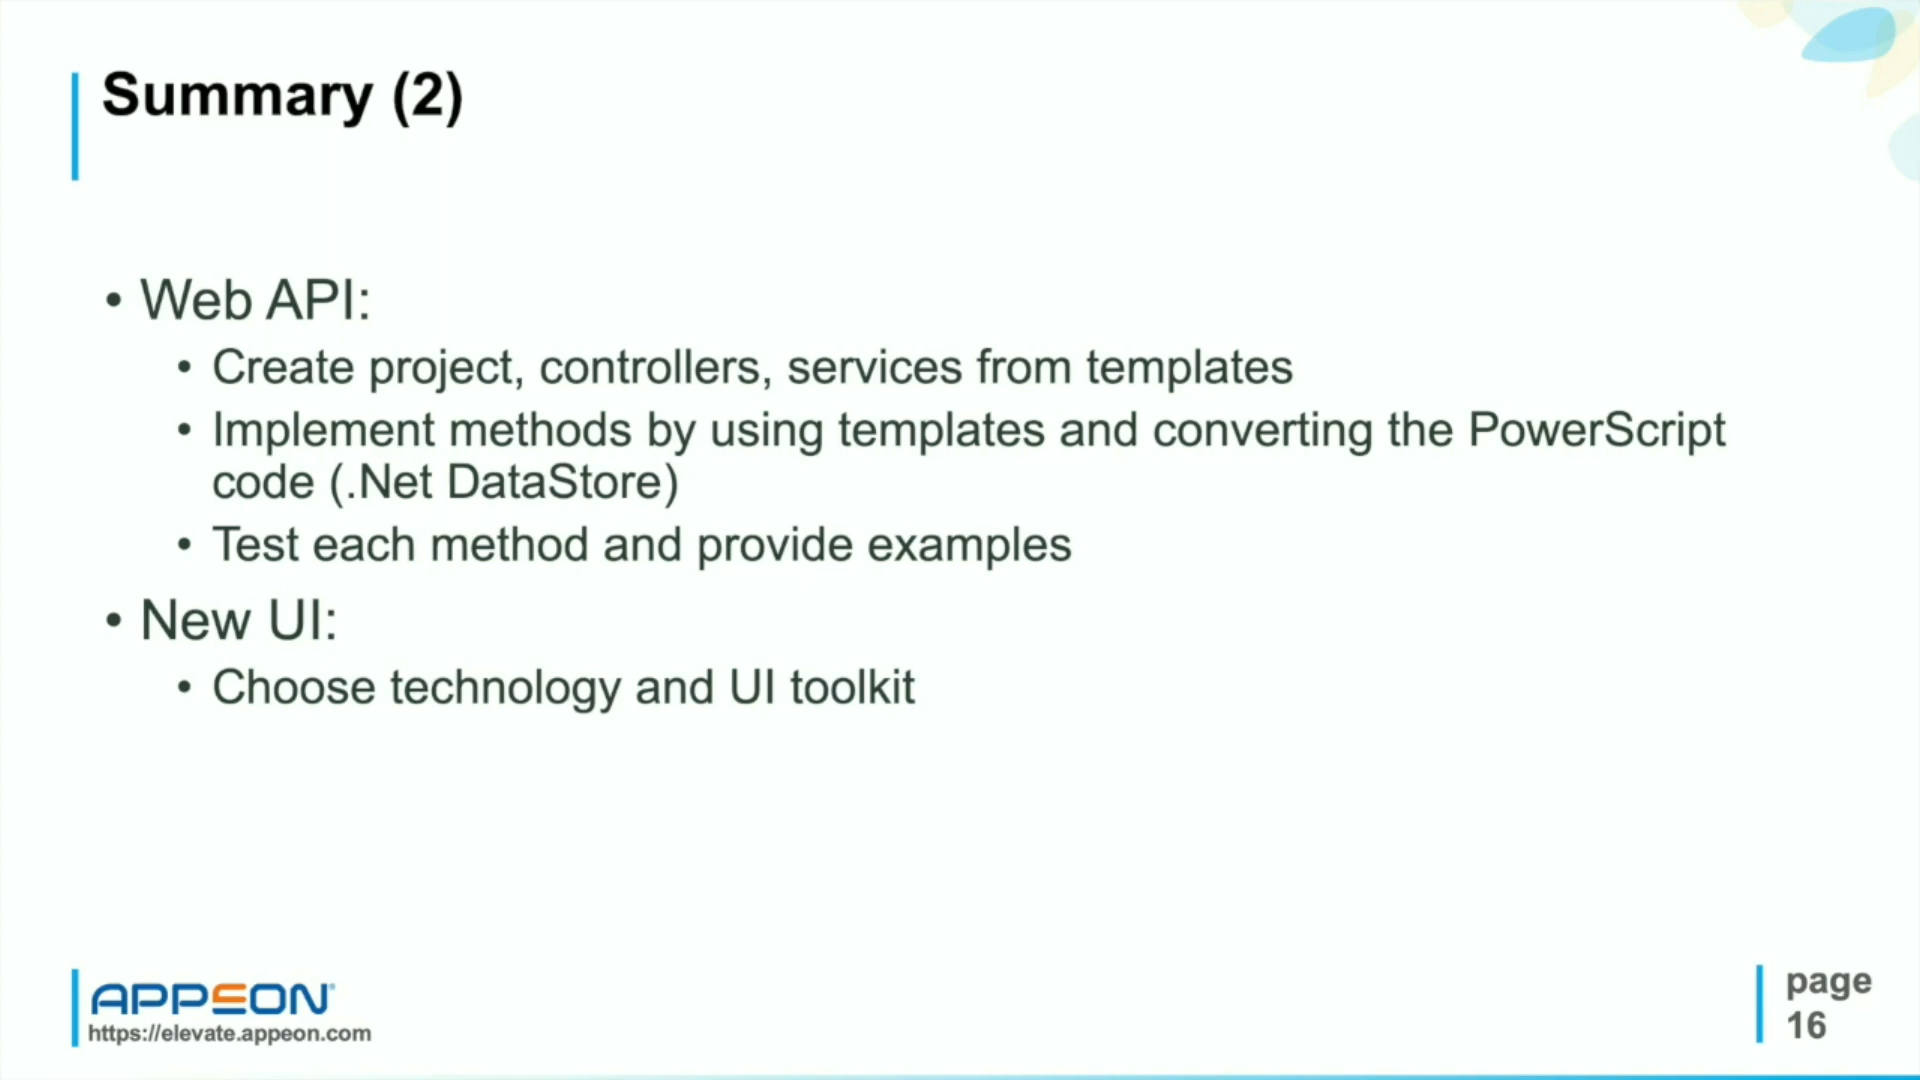 Summary (2)
• Web API:
• Create project, controllers, services from templates
• Implement methods by using templates and converting the PowerScript
code (.Net DataStore)
• Test each method and provide examples
• New UI:
• Choose technology and UI toolkit
APPEON®
https://elevate.appeon.com
page
16